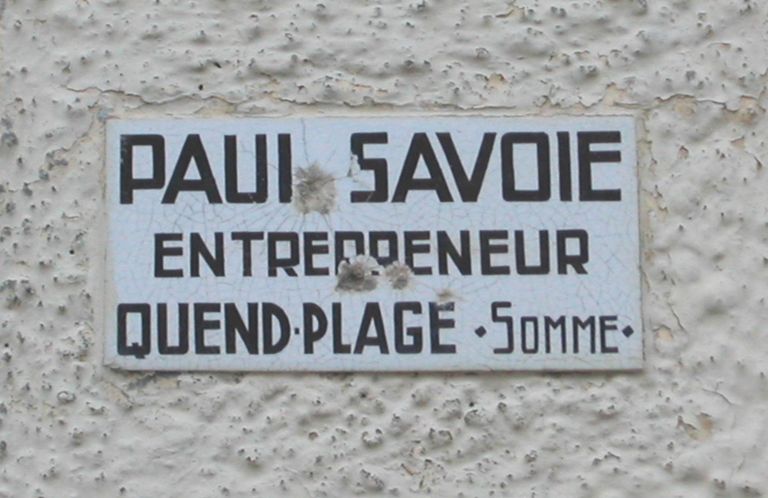 PAUL SAVOIE
ENTREPRENEUR
QUEND·PLAGE ·SOMME·